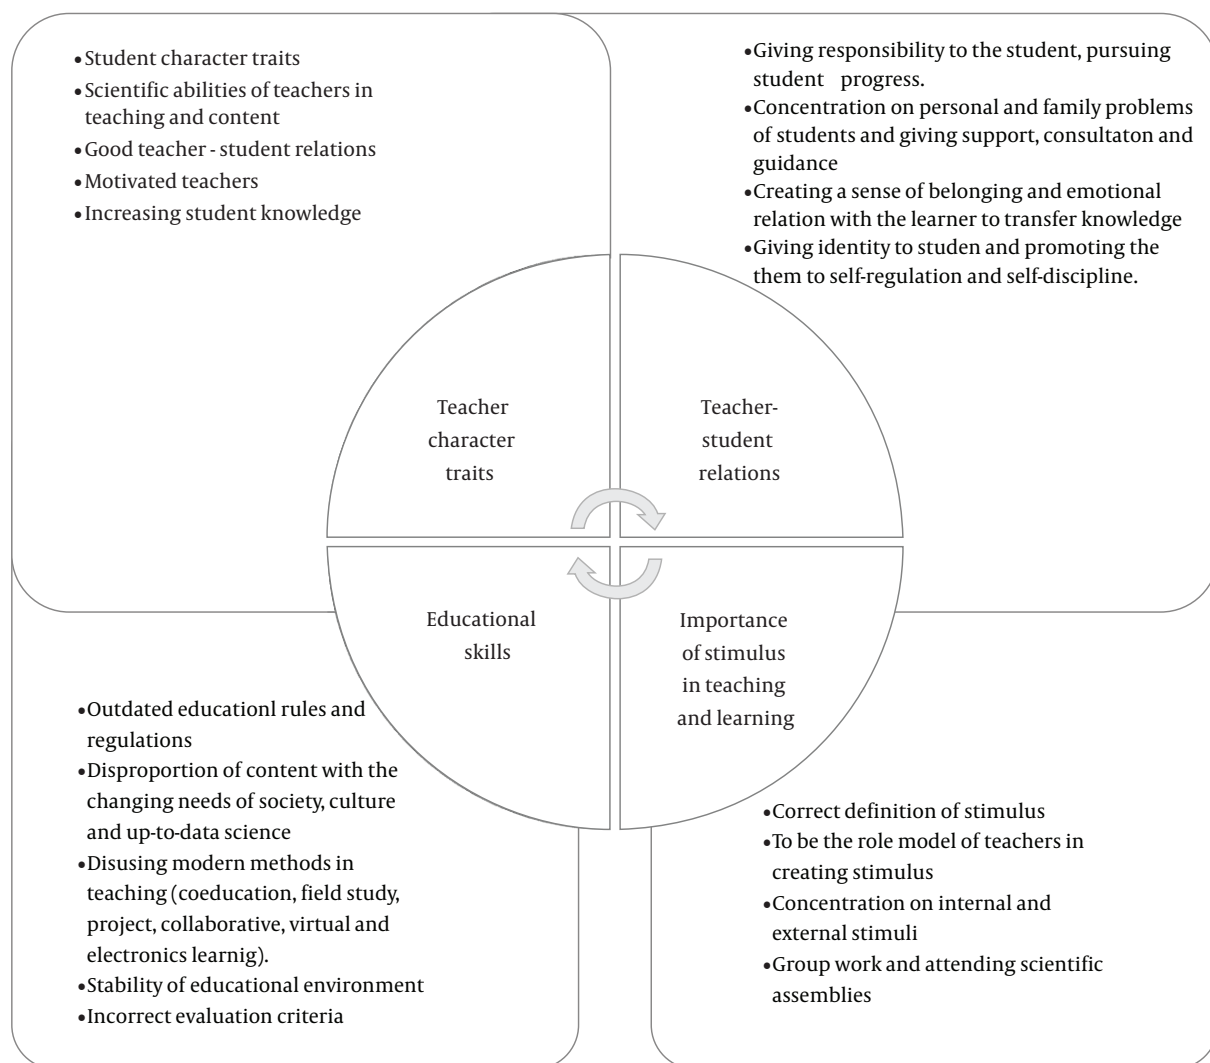 •Student character traits
•Scientific abilities of teachers in
teaching and content
•Good teacher - student relations
•Motivated teachers
•Increasing student knowledge
•Giving responsibility to the student, pursuing
student progress.
•Concentration on personal and family problems
of students and giving support, consultaton and
guidance
•Creating a sense of belonging and emotional
relation with the learner to transfer knowledge
•Giving identity to studen and promoting the
them to self-regulation and self-discipline.
Teacher
character
traits
Teacher-
student
relations
Educational
skills
Importance
of stimulus
in teaching
and learning
•Outdated educationl rules and
regulations
•Disproportion of content with the
changing needs of society, culture
and up-to-data science
•Disusing modern methods in
teaching (coeducation, field study,
project, collaborative, virtual and
electronics learnig).
•Stability of educational environment
•Incorrect evaluation criteria
•Correct definition of stimulus
•To be the role model of teachers in
creating stimulus
•Concentration on internal and
external stimuli
•Group work and attending scientific
assemblies